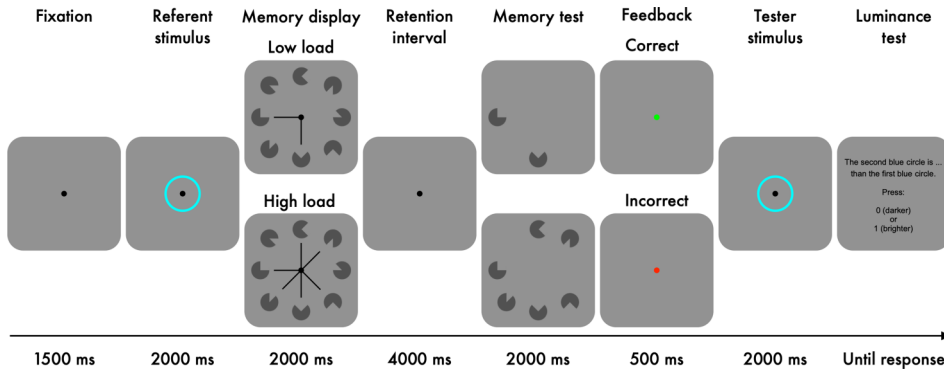 Fixation
Referent
stimulus
Memory display
Retention
interval
Memory test
Feedback
Tester
stimulus
Luminance
test
Low load
Correct
High load
Incorrect
The second blue circle is ...
than the first blue circle.
Press:
0 (darker)
or
1 (brighter)
1500 ms
2000 ms
2000 ms
4000 ms
2000 ms
500 ms
2000 ms
Until response